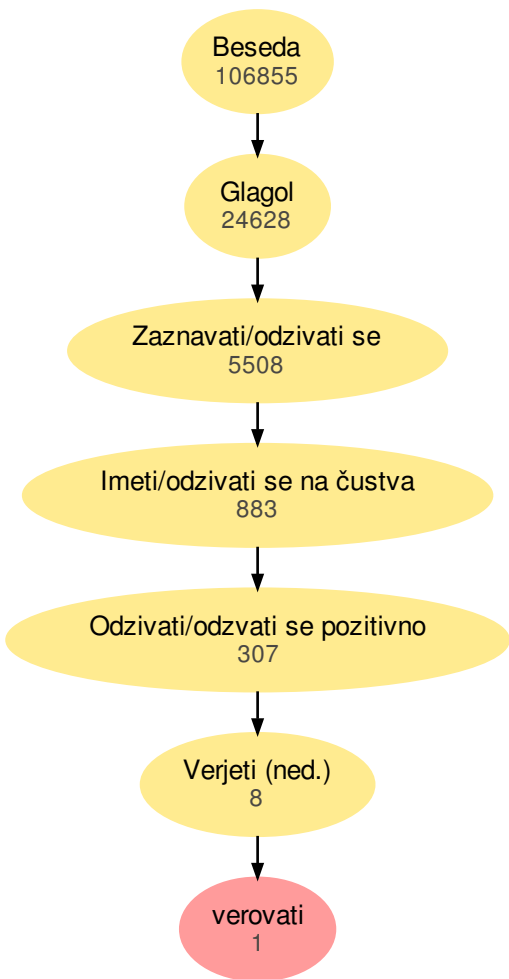 Beseda
106855
Glagol
24628
Zaznavati/odzivati se
5508
Imeti/odzivati se na čustva
883
Odzivati/odzvati se pozitivno
307
Verjeti (ned.)
8
verovati
1